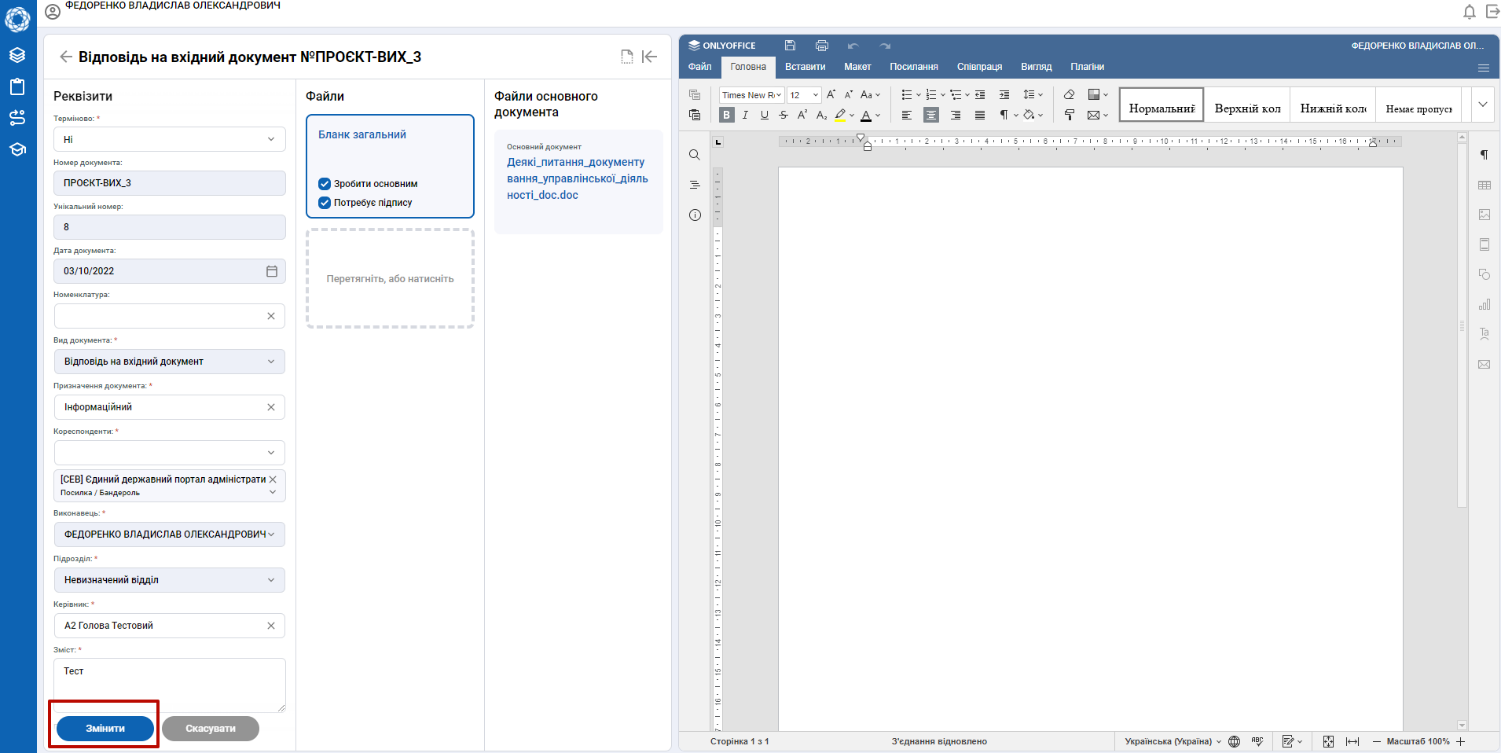 ФЕДОРЕНКО ВЛАДИСЛАВ ОЛЕКСАНДРОВИЧ
Відповідь на вхідний документ №ПРОЄКТ-ВИХ_3
Реквізити
Терміново: *
Ні
Номер документа:
ПРОЄКТ-ВИХ_3
Унікальний номер:
8
Дата документа:
03/10/2022
Номенклатура:
Вид документа: *
Відповідь на вхідний документ
Призначення документа: *
Інформаційний
Кореспонденти: *
[СЕВ] Єдиний державний портал адміністрати
Посилка / Бандероль
Виконавець: *
ФЕДОРЕНКО ВЛАДИСЛАВ ОЛЕКСАНДРОВИЧ
Підрозділ: *
Невизначений відділ
Керівник: *
А2 Голова Тестовий
Зміст: *
Тест
Змінити
Скасувати
Файли
Бланк загальний
Зробити основним
Потребує підпису
Перетягніть, або натисніть
Файли основного
документа
Основний документ
Деякі_питання_документу
вання_управлінської_діяль
ності_doc.doc
ONLYOFFICE
ФЕДОРЕНКО ВЛАДИСЛАВ ОЛ...
Файл Головна Вставити Макет Посилання Співпраця Вигляд Плагіни
Times New R 12
Нормальний Верхній кол Нижній коло Немає пропуск
Сторінка 1 з 1
З'єднання відновлено
Українська (Україна)
Масштаб 100%